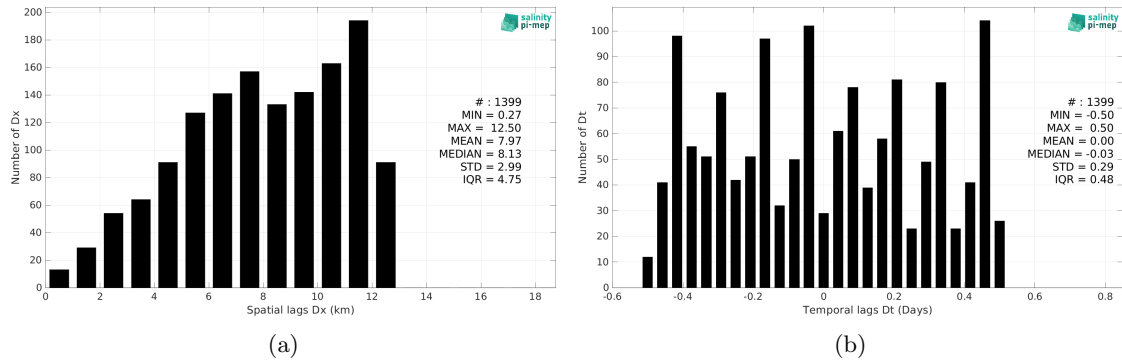 200
180
160
140
120
100
80
60
40
20
0
Number of Dx
0 2 4 6 8 10 12 14 16 18
Spatial lags Dx (km)
salinity
pi-mep
# : 1399
MIN = 0.27
MAX = 12.50
MEAN = 7.97
MEDIAN = 8.13
STD = 2.99
IQR = 4.75
(a)
100
90
80
70
60
50
40
30
20
10
0
Number of Dt
-0.6 -0.4 -0.2 0 0.2 0.4 0.6 0.8
Temporal lags Dt (Days)
salinity
pi-mep
# : 1399
MIN = -0.50
MAX = 0.50
MEAN = 0.00
MEDIAN = -0.03
STD = 0.29
IQR = 0.48
(b)